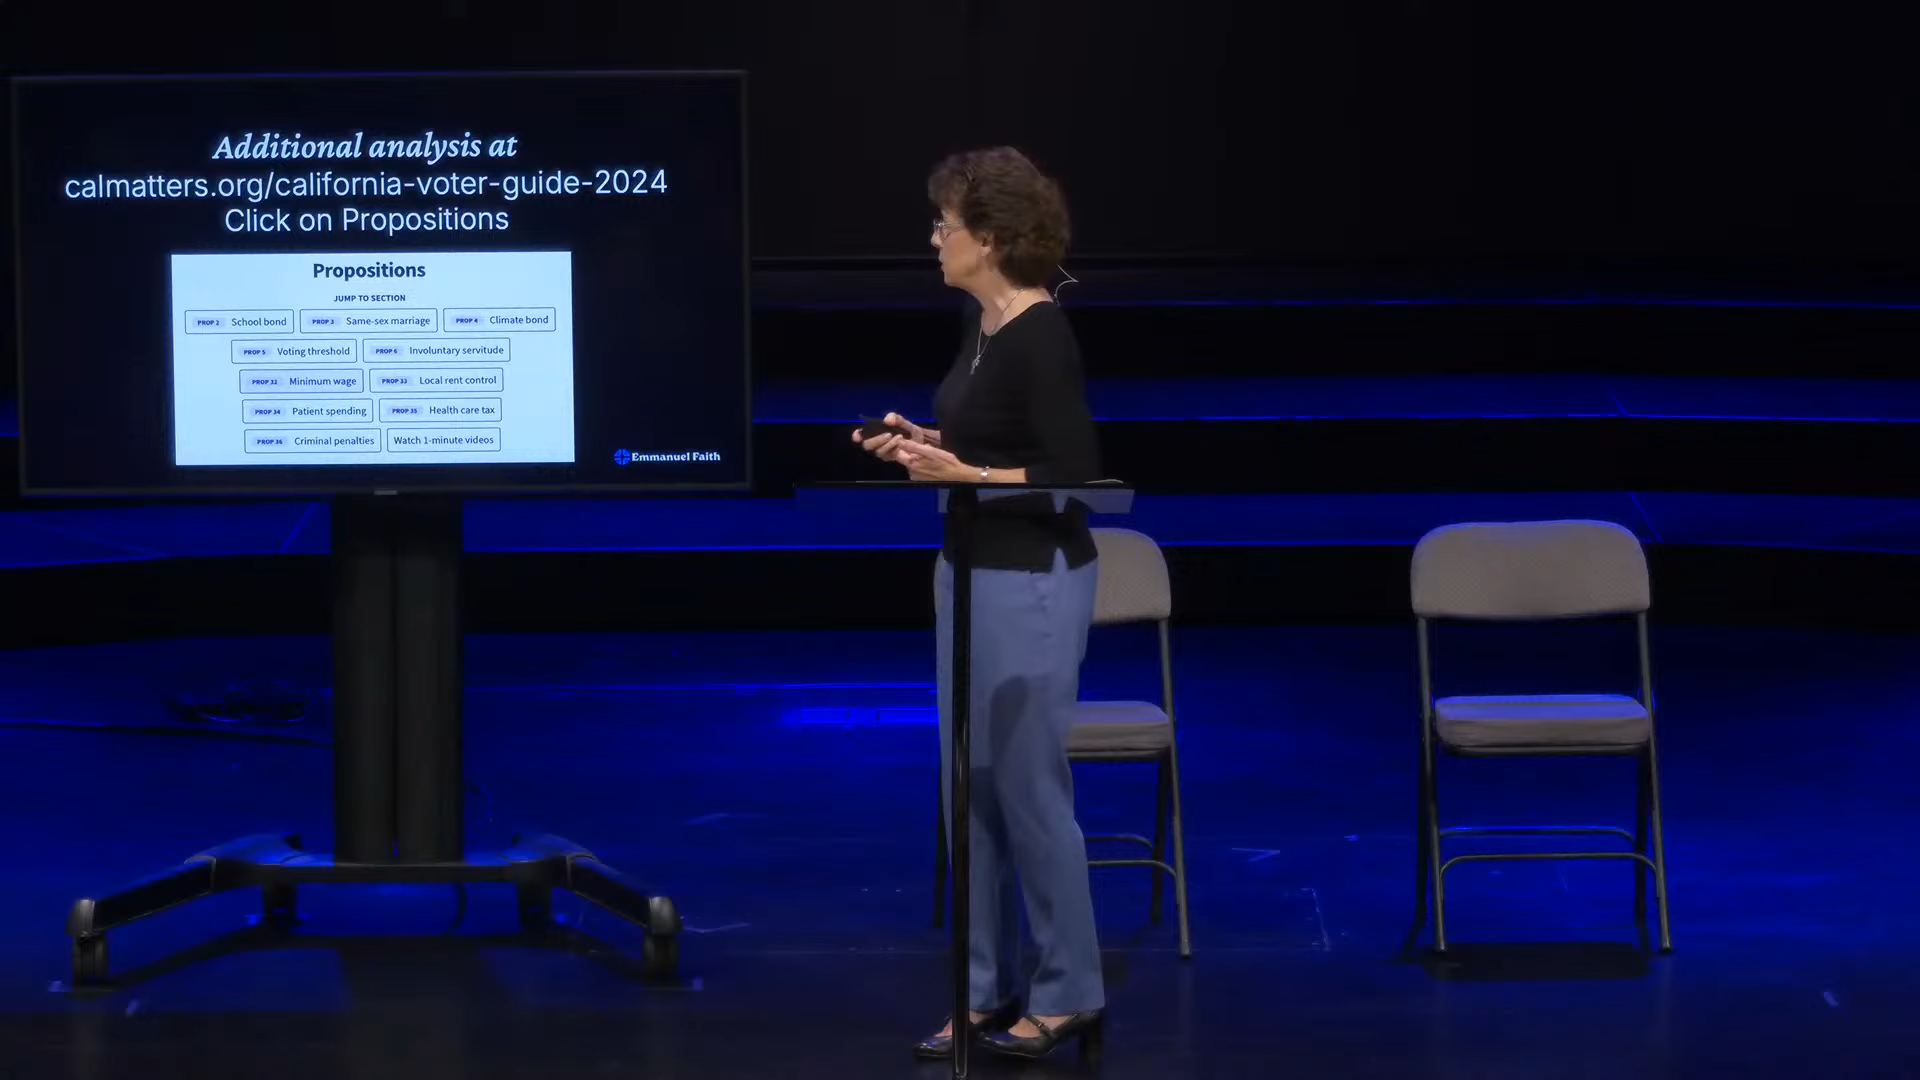 Additional analysis at
calmatters.org/california-voter-guide-2024
Click on Propositions
Propositions
JUMP TO SECTION
PROP 2 School bond PROP 3 Same-sex marriage PROP 4 Climate bond
PROP 5 Voting threshold PROP 6 Involuntary servitude
PROP 32 Minimum wage PROP 33 Local rent control
PROP 34 Patient spending PROP 35 Health care tax
PROP 36 Criminal penalties Watch 1-minute videos
Emmanuel Faith